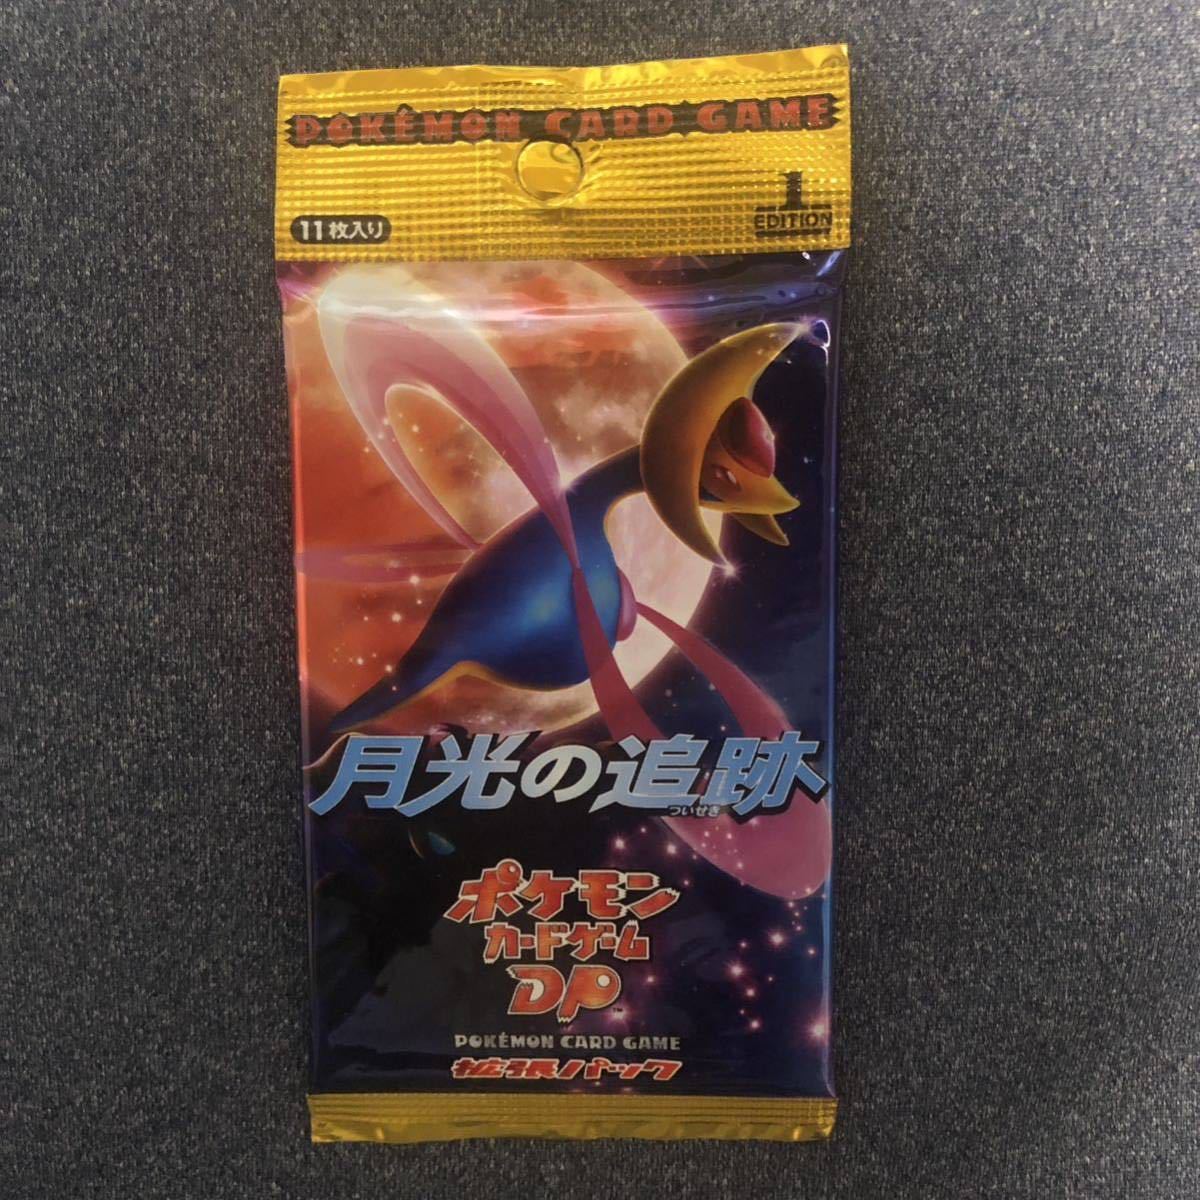 POKÉMON CARD GAME
1
EDITION
11枚入り
月光の追跡
ついせき
ポケモン
カードゲーム
DP™
POKÉMON CARD GAME
拡張パック